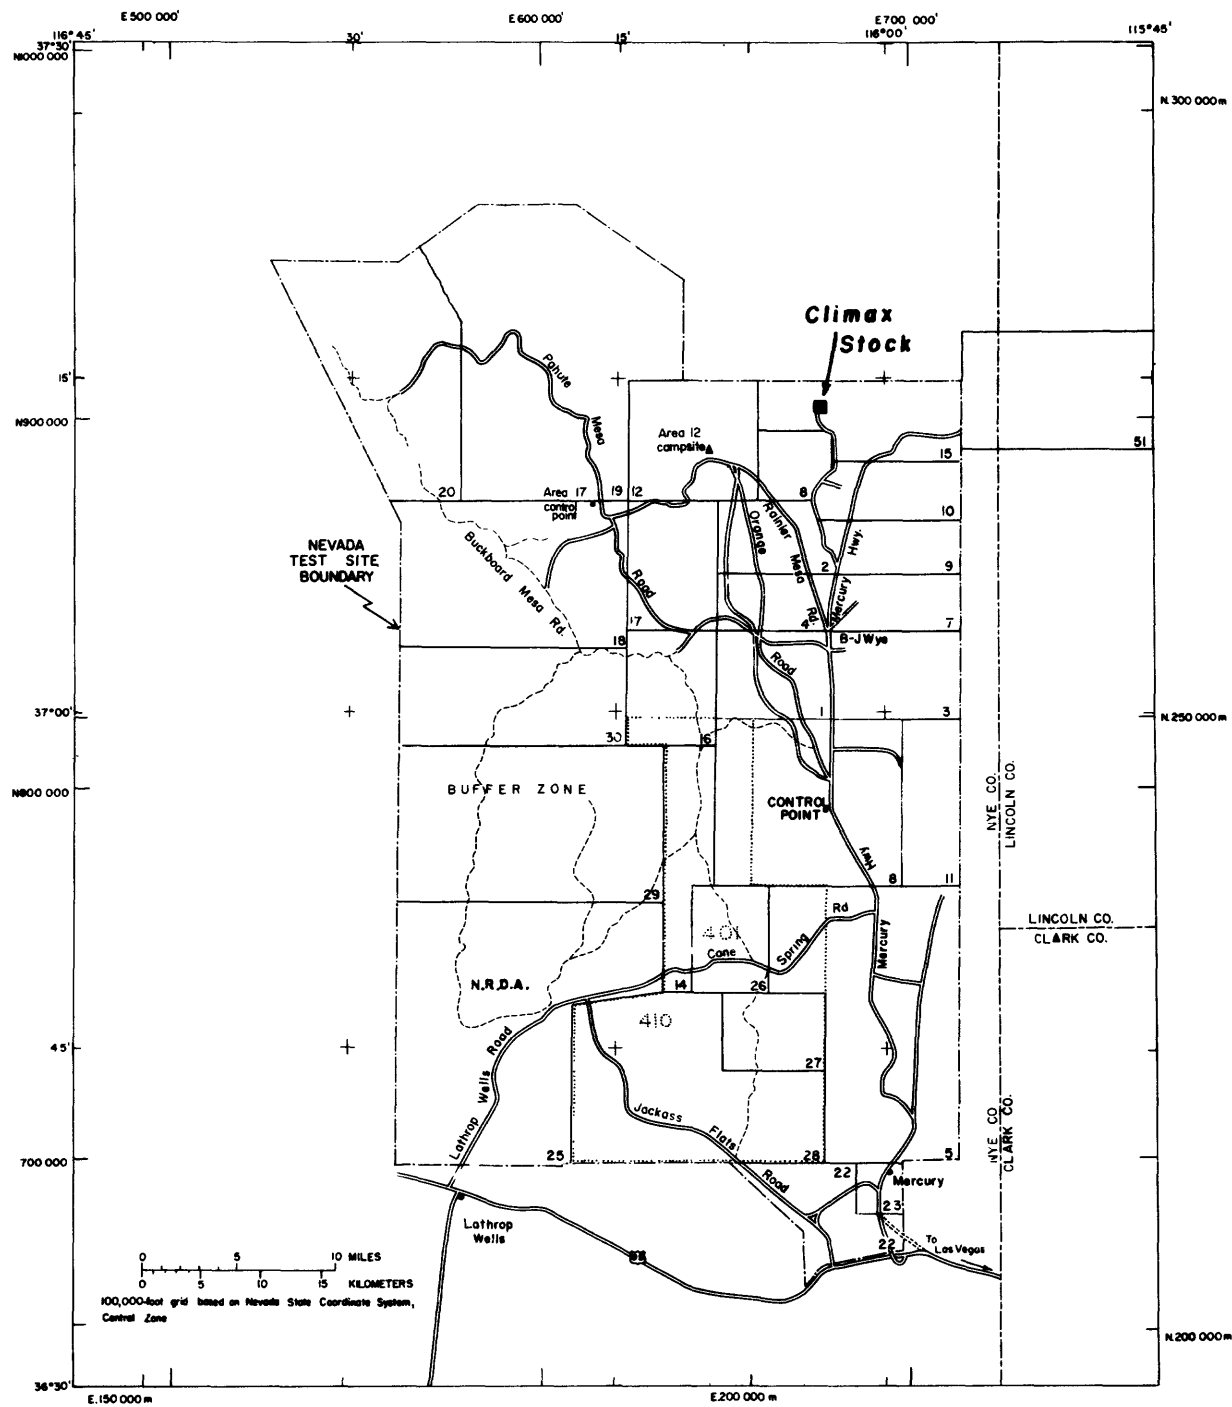 E 500 000'
E 600 000'
E 700 000'
116° 45'
30'
15'
116°00'
115° 45'
37°30'
N1000 000
N. 300 000 m
Climax
Stock
Pahute
Mesa
15'
N900 000
Area 12
campsite
51
15
20
Area 17
control
point
19
12
8
10
Rainier
Mesa
Rd.
Orange
Road
Hwy.
Mercury
NEVADA
TEST SITE
BOUNDARY
Buckboard Mesa Rd.
Road
2
9
17
4
7
18
B-J Wye
37°00'
1
3
N. 250 000m
30
16
BUFFER ZONE
N800 000
CONTROL
POINT
NYE CO.
LINCOLN CO.
Hwy
8
11
29
401
Rd
Spring
Cane
Mercury
LINCOLN CO.
CLARK CO.
N.R.D.A.
14
26
410
45'
Lathrop Wells Road
27
Jackass
Flats
Road
NYE CO.
CLARK CO.
700 000
25
28
5
22
Mercury
23
Lathrop
Wells
22
To
Las Vegas
0 5 10 MILES
0 5 10 15 KILOMETERS
100,000-foot grid based on Nevada State Coordinate System,
Central Zone
N.200 000 m
36°30'
E.150 000 m
E.200 000 m